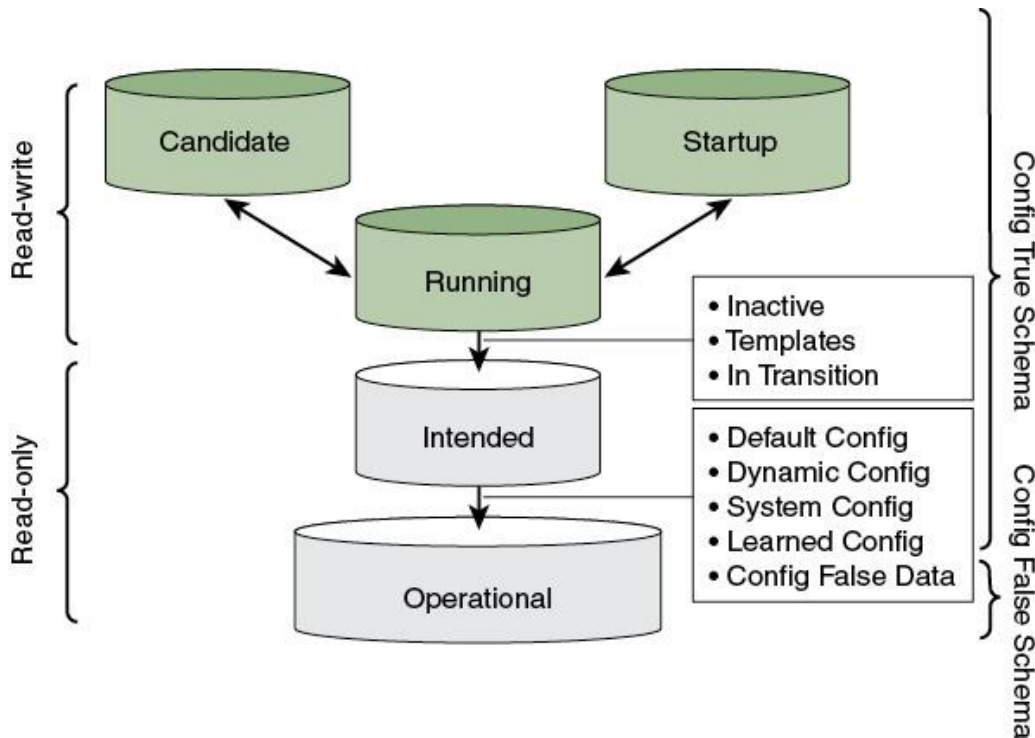 Candidate
Startup
Read-write
Running
Config True Schema
• Inactive
• Templates
• In Transition
Intended
Read-only
• Default Config
• Dynamic Config
• System Config
• Learned Config
• Config False Data
Operational
Config False Schema